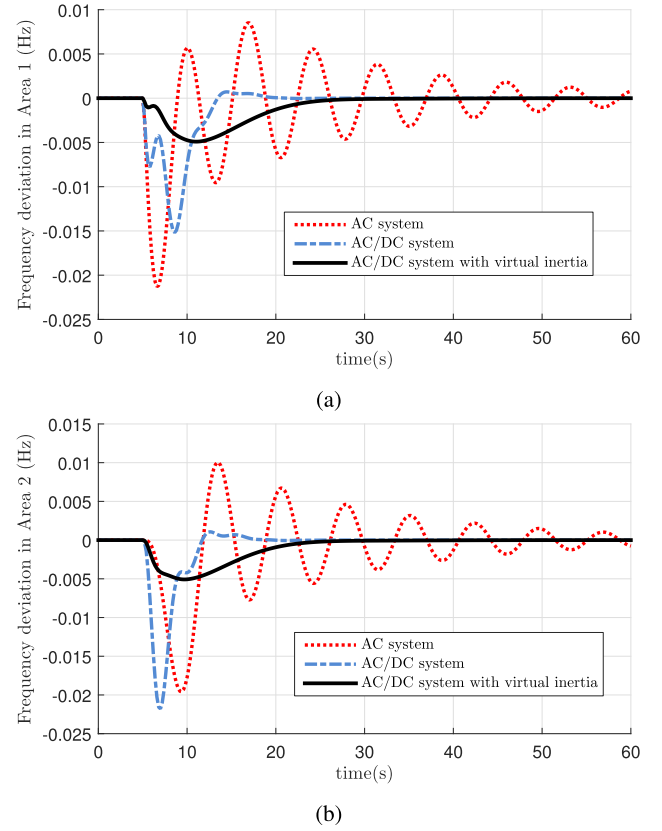 0.01
0.005
0
-0.005
-0.01
-0.015
-0.02
-0.025
Frequency deviation in Area 1 (Hz)
AC system
AC/DC system
AC/DC system with virtual inertia
0 10 20 30 40 50 60
time(s)
(a)
0.015
0.01
0.005
0
-0.005
-0.01
-0.015
-0.02
-0.025
Frequency deviation in Area 2 (Hz)
AC system
AC/DC system
AC/DC system with virtual inertia
0 10 20 30 40 50 60
time(s)
(b)